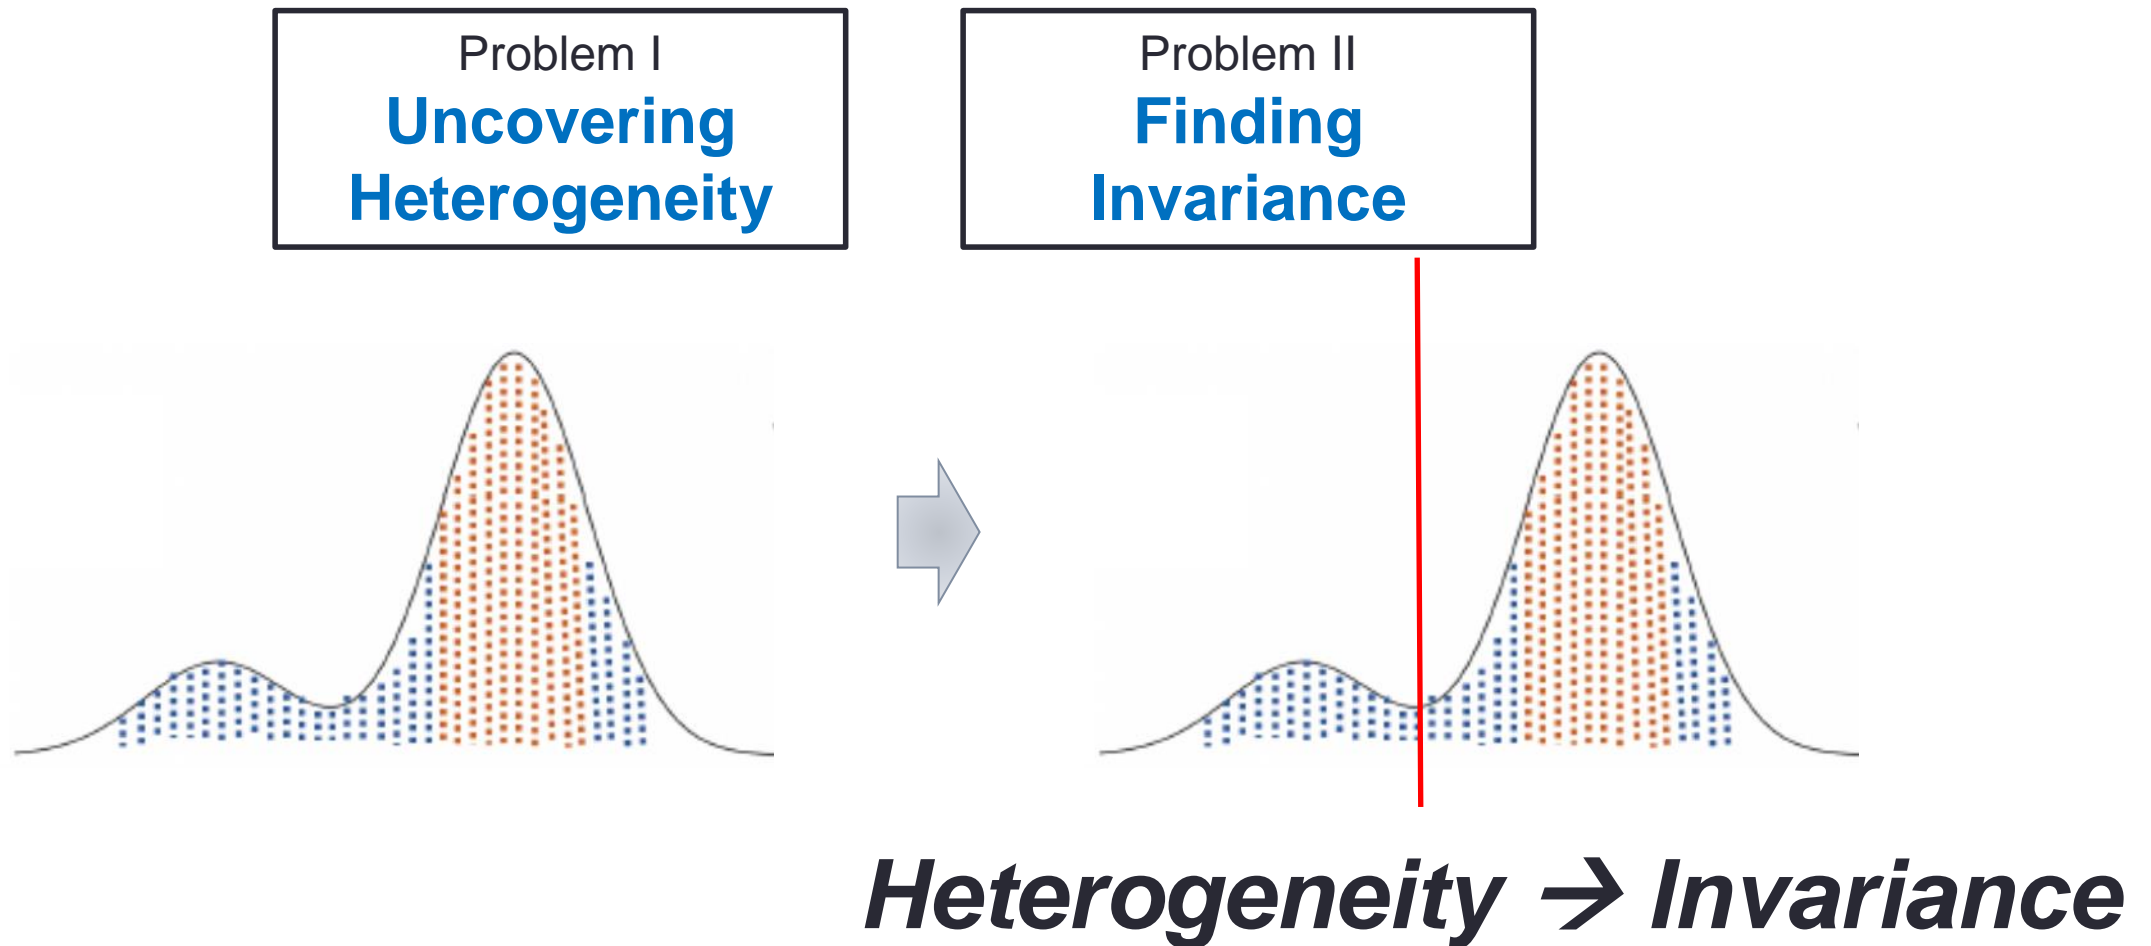 Problem I
Uncovering
Heterogeneity
Problem II
Finding
Invariance
Heterogeneity → Invariance